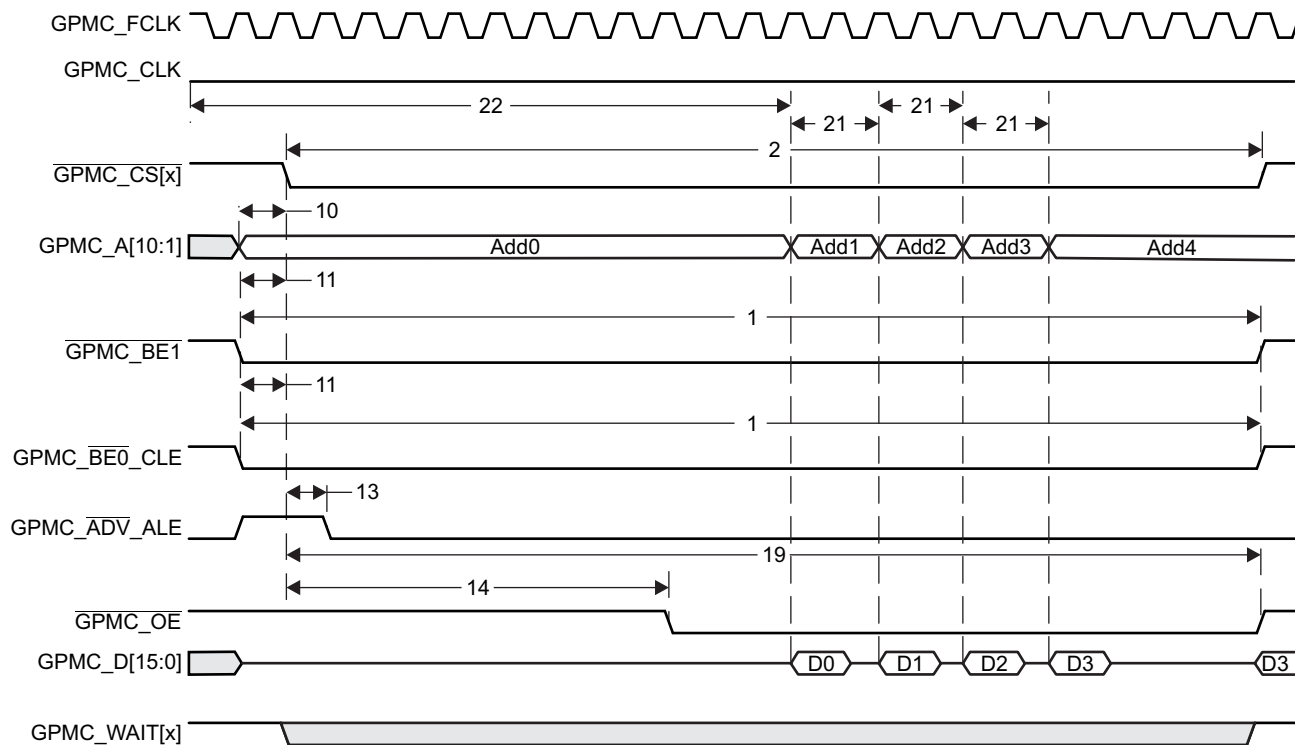 GPMC_FCLK
GPMC_CLK
22
21
21
21
2
GPMC_CS[x]
10
GPMC_A[10:1]
Add0
Add1
Add2
Add3
Add4
11
1
GPMC_BE1
11
1
GPMC_BE0_CLE
13
GPMC_ADV_ALE
19
14
GPMC_OE
GPMC_D[15:0]
D0
D1
D2
D3
D3
GPMC_WAIT[x]